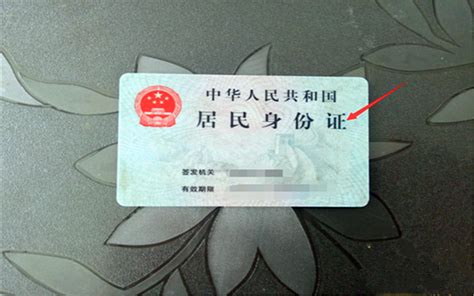 中华人民共和国
居民身份证
签发机关
有效期限